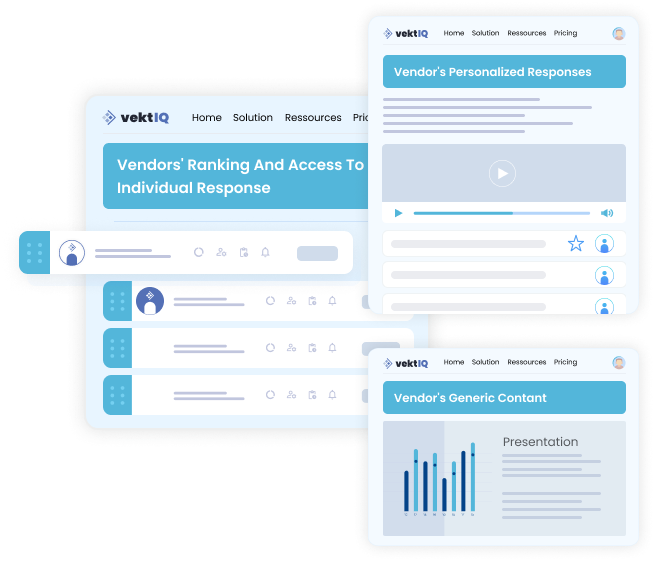 vektIQ Home Solution Ressources Pricing
Vendor's Personalized Responses
vektIQ Home Solution Ressources Pric
Vendors' Ranking And Access To
Individual Response
vektIQ Home Solution Ressources Pricing
Vendor's Generic Contant
Presentation